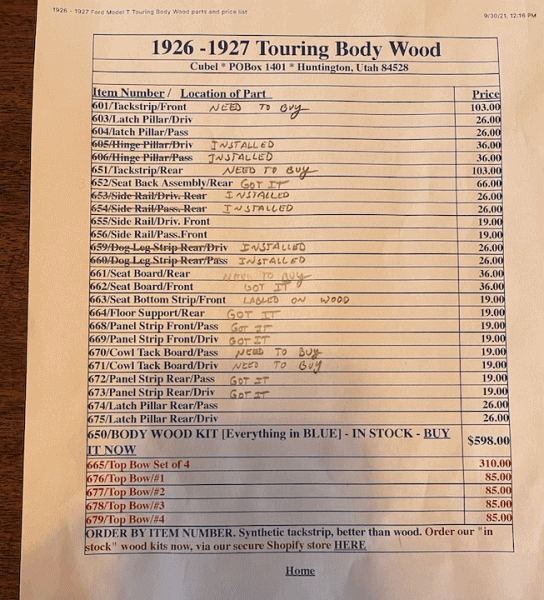 1926 - 1927 Ford Model T Touring Body Wood parts and price list 9/30/21, 12:16 PM
1926 -1927 Touring Body Wood
Cubel * POBox 1401 * Huntington, Utah 84528
Item Number / Location of Part Price
601/Tackstrip/Front NEED TO BUY 103.00
603/Latch Pillar/Driv 26.00
604/latch Pillar/Pass 26.00
605/Hinge Pillar/Driv INSTALLED 36.00
606/Hinge Pillar/Pass INSTALLED 36.00
651/Tackstrip/Rear NEED TO BUY 103.00
652/Seat Back Assembly/Rear GOT IT 66.00
653/Side Rail/Driv. Rear INSTALLED 26.00
654/Side Rail/Pass. Rear INSTALLED 26.00
655/Side Rail/Driv. Front 19.00
656/Side Rail/Pass.Front 19.00
659/Dog Leg Strip Rear/Driv INSTALLED 26.00
660/Dog Leg Strip Rear/Pass INSTALLED 26.00
661/Seat Board/Rear NEED TO BUY 36.00
662/Seat Board/Front GOT IT 36.00
663/Seat Bottom Strip/Front LABLED ON WOOD 19.00
664/Floor Support/Rear GOT IT 19.00
668/Panel Strip Front/Pass GOT IT 19.00
669/Panel Strip Front/Driv GOT IT 19.00
670/Cowl Tack Board/Pass NEED TO BUY 19.00
671/Cowl Tack Board/Driv NEED TO BUY 19.00
672/Panel Strip Rear/Pass GOT IT 19.00
673/Panel Strip Rear/Driv GOT IT 19.00
674/Latch Pillar Rear/Pass 26.00
675/Latch Pillar Rear/Driv 26.00
650/BODY WOOD KIT [Everything in BLUE] - IN STOCK - BUY
IT NOW $598.00
665/Top Bow Set of 4 310.00
676/Top Bow/#1 85.00
677/Top Bow/#2 85.00
678/Top Bow/#3 85.00
679/Top Bow/#4 85.00
ORDER BY ITEM NUMBER. Synthetic tackstrip, better than wood. Order our "in
stock" wood kits now, via our secure Shopify store HERE
Home